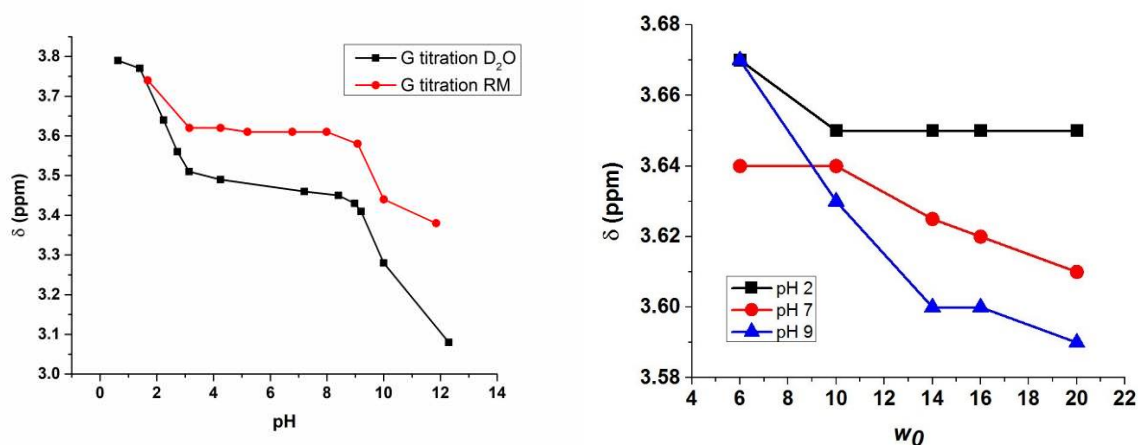 G titration D₂O
G titration RM
δ (ppm)
3.8
3.7
3.6
3.5
3.4
3.3
3.2
3.1
3.0
0 2 4 6 8 10 12 14
pH
3.68
3.66
3.64
3.62
3.60
3.58
δ (ppm)
pH 2
pH 7
pH 9
4 6 8 10 12 14 16 18 20 22
w0